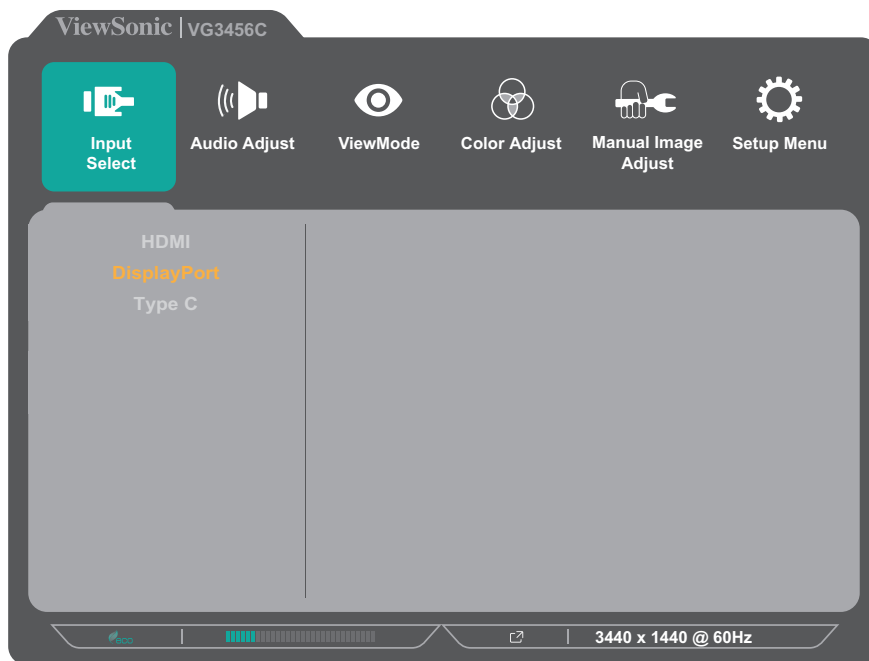 ViewSonic | VG3456C
Input Select
Audio Adjust
ViewMode
Color Adjust
Manual Image Adjust
Setup Menu
HDMI
DisplayPort
Type C
eco
3440 x 1440 @ 60Hz